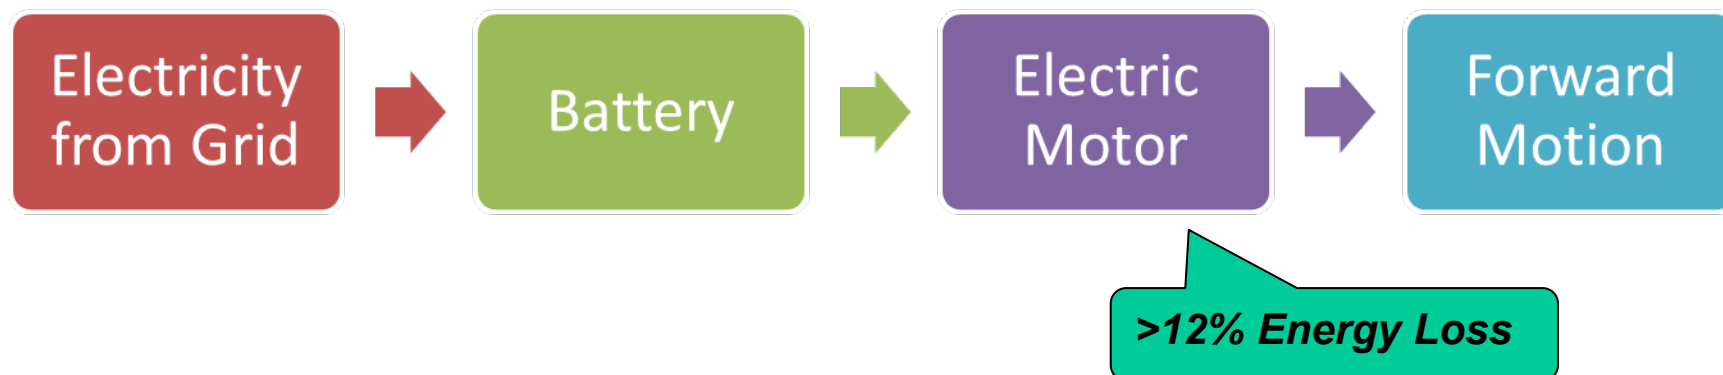 Electricity
from Grid
Battery
Electric
Motor
Forward
Motion
>12% Energy Loss